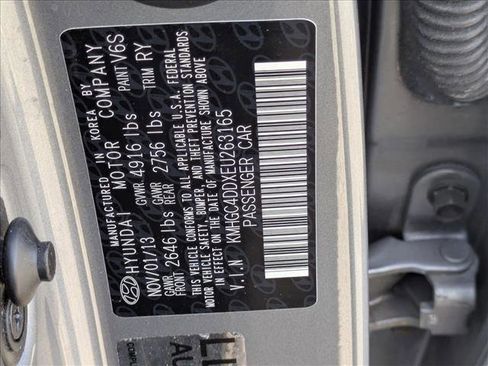 MANUFACTURED IN KOREA BY
HYUNDAI MOTOR COMPANY
NOV/01/13 GVWR 4916 lbs PAINT V6S
GAWR FRONT 2646 lbs GAWR REAR 2756 lbs TRIM RY
THIS VEHICLE CONFORMS TO ALL APPLICABLE U.S.A. FEDERAL
MOTOR VEHICLE SAFETY, BUMPER, AND THEFT PREVENTION STANDARDS IN
EFFECT ON THE DATE OF MANUFACTURE SHOWN ABOVE
V.I.N KMHGC4DDXEU263165
PASSENGER CAR